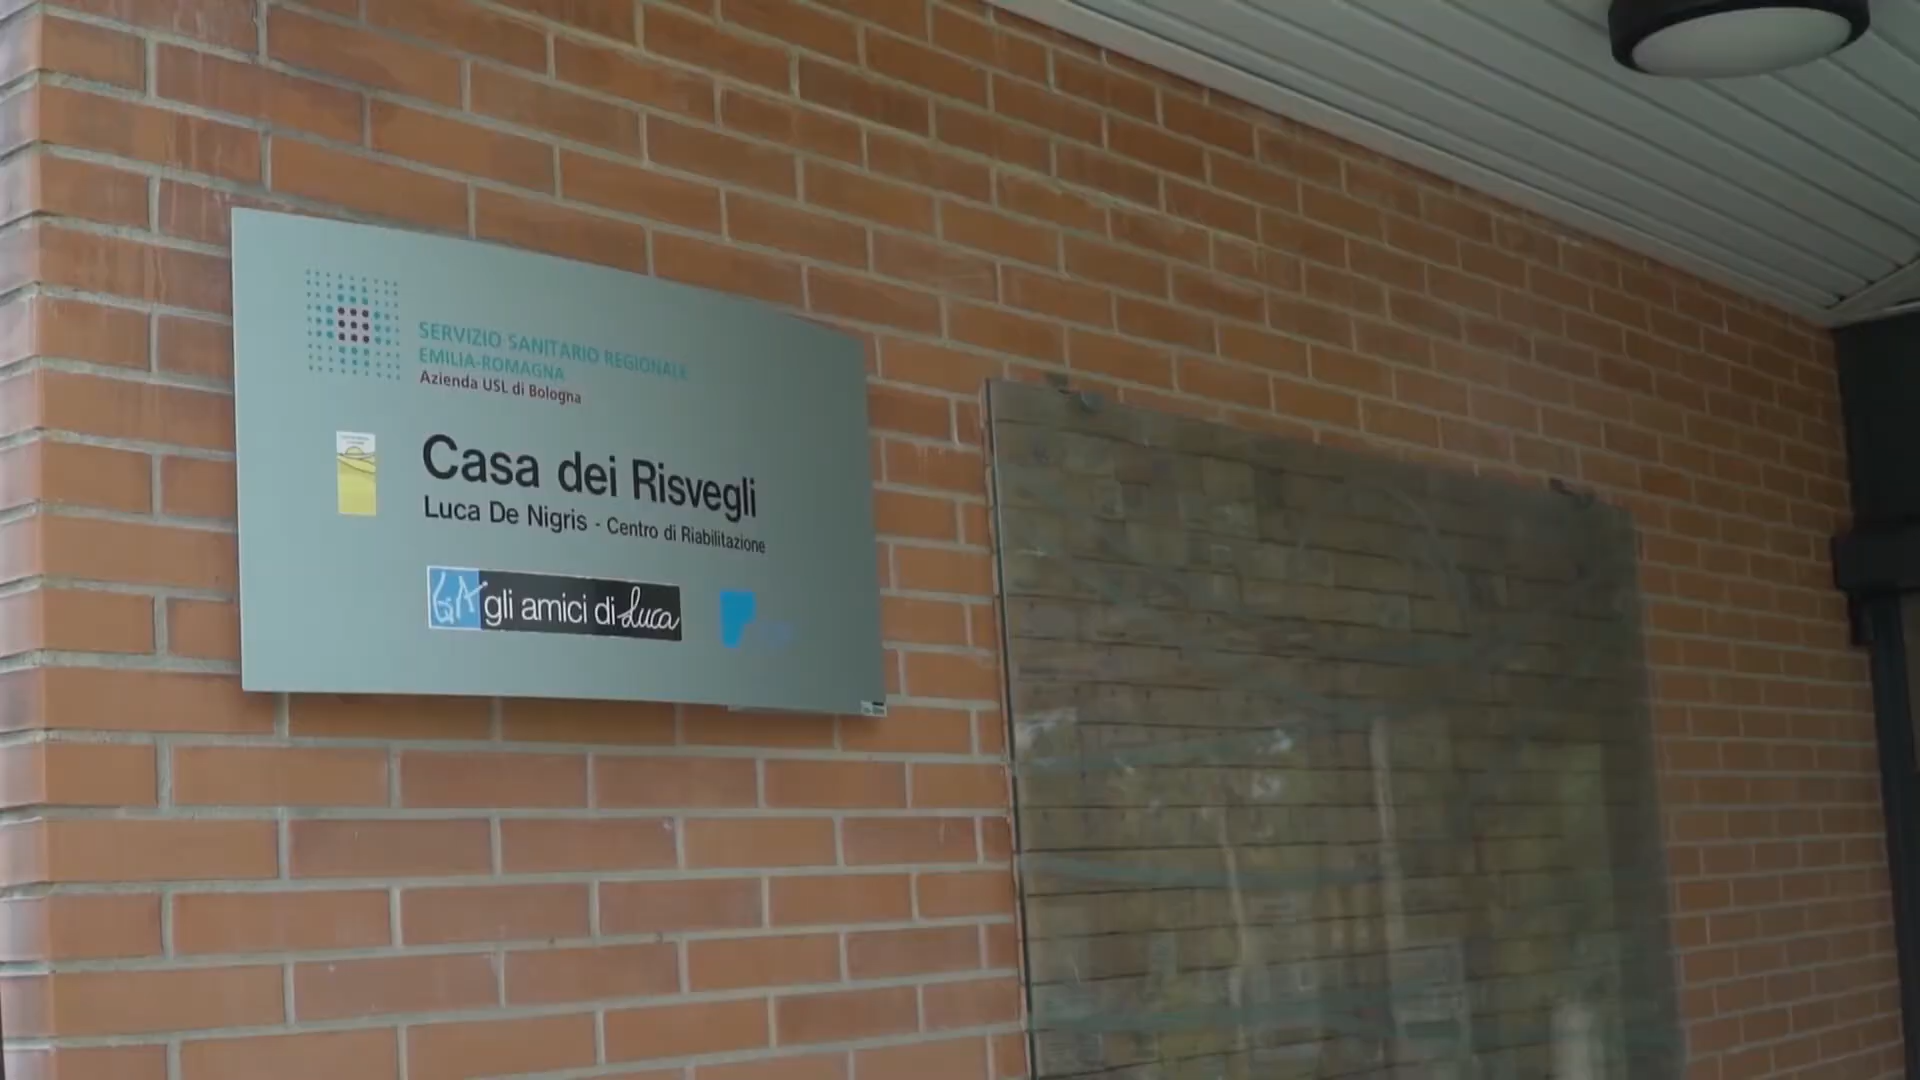 SERVIZIO SANITARIO REGIONALE
EMILIA-ROMAGNA
Azienda USL di Bologna
Casa dei Risvegli
Luca De Nigris - Centro di Riabilitazione
GA gli amici di Luca